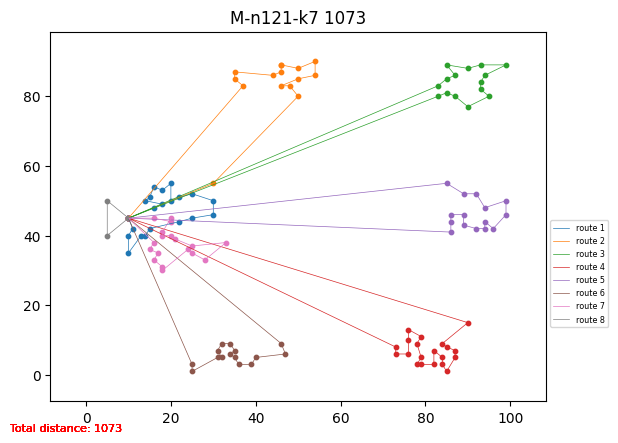 M-n121-k7 1073
80
60
40
20
0
0 20 40 60 80 100
route 1
route 2
route 3
route 4
route 5
route 6
route 7
route 8
Total distance: 1073